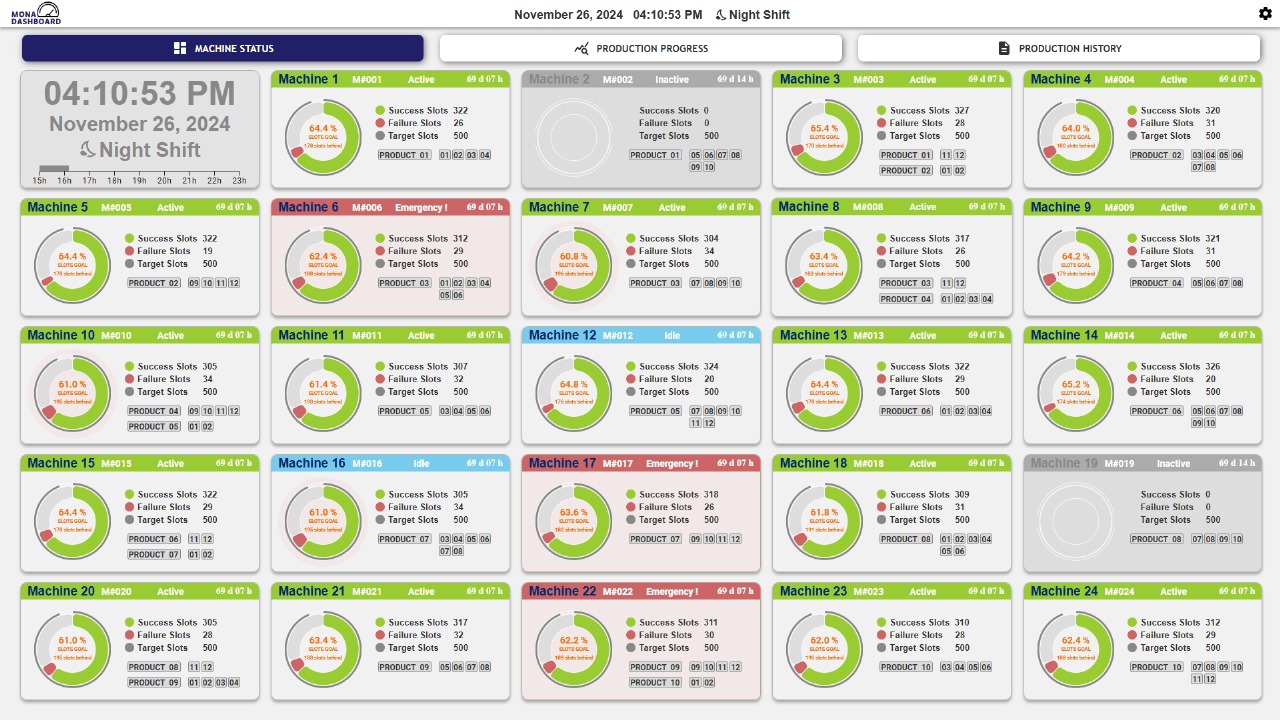 MONA
DASHBOARD
November 26, 2024 04:10:53 PM Night Shift
MACHINE STATUS
PRODUCTION PROGRESS
PRODUCTION HISTORY
04:10:53 PM
November 26, 2024
Night Shift
15h 16h 17h 18h 19h 20h 21h 22h 23h
Machine 1 M#001 Active 69 d 07 h
64.4 %
SLOTS GOAL
178 slots behind
Success Slots 322
Failure Slots 26
Target Slots 500
PRODUCT 01 01 02 03 04
Machine 2 M#002 Inactive 69 d 14 h
Success Slots 0
Failure Slots 0
Target Slots 500
PRODUCT 01 05 06 07 08
09 10
Machine 3 M#003 Active 69 d 07 h
65.4 %
SLOTS GOAL
173 slots behind
Success Slots 327
Failure Slots 28
Target Slots 500
PRODUCT 01 11 12
PRODUCT 02 01 02
Machine 4 M#004 Active 69 d 07 h
64.0 %
SLOTS GOAL
180 slots behind
Success Slots 320
Failure Slots 31
Target Slots 500
PRODUCT 02 03 04 05 06
07 08
Machine 5 M#005 Active 69 d 07 h
64.4 %
SLOTS GOAL
178 slots behind
Success Slots 322
Failure Slots 19
Target Slots 500
PRODUCT 02 09 10 11 12
Machine 6 M#006 Emergency ! 69 d 07 h
62.4 %
SLOTS GOAL
188 slots behind
Success Slots 312
Failure Slots 29
Target Slots 500
PRODUCT 03 01 02 03 04
05 06
Machine 7 M#007 Active 69 d 07 h
60.8 %
SLOTS GOAL
196 slots behind
Success Slots 304
Failure Slots 34
Target Slots 500
PRODUCT 03 07 08 09 10
Machine 8 M#008 Active 69 d 07 h
63.4 %
SLOTS GOAL
183 slots behind
Success Slots 317
Failure Slots 26
Target Slots 500
PRODUCT 03 11 12
PRODUCT 04 01 02 03 04
Machine 9 M#009 Active 69 d 07 h
64.2 %
SLOTS GOAL
179 slots behind
Success Slots 321
Failure Slots 31
Target Slots 500
PRODUCT 04 05 06 07 08
Machine 10 M#010 Active 69 d 07 h
61.0 %
SLOTS GOAL
195 slots behind
Success Slots 305
Failure Slots 34
Target Slots 500
PRODUCT 04 09 10 11 12
PRODUCT 05 01 02
Machine 11 M#011 Active 69 d 07 h
61.4 %
SLOTS GOAL
193 slots behind
Success Slots 307
Failure Slots 32
Target Slots 500
PRODUCT 05 03 04 05 06
Machine 12 M#012 Idle 69 d 07 h
64.8 %
SLOTS GOAL
176 slots behind
Success Slots 324
Failure Slots 20
Target Slots 500
PRODUCT 05 07 08 09 10
11 12
Machine 13 M#013 Active 69 d 07 h
64.4 %
SLOTS GOAL
178 slots behind
Success Slots 322
Failure Slots 29
Target Slots 500
PRODUCT 06 01 02 03 04
Machine 14 M#014 Active 69 d 07 h
65.2 %
SLOTS GOAL
174 slots behind
Success Slots 326
Failure Slots 20
Target Slots 500
PRODUCT 06 05 06 07 08
09 10
Machine 15 M#015 Active 69 d 07 h
64.4 %
SLOTS GOAL
178 slots behind
Success Slots 322
Failure Slots 29
Target Slots 500
PRODUCT 06 11 12
PRODUCT 07 01 02
Machine 16 M#016 Idle 69 d 07 h
61.0 %
SLOTS GOAL
195 slots behind
Success Slots 305
Failure Slots 34
Target Slots 500
PRODUCT 07 03 04 05 06
07 08
Machine 17 M#017 Emergency ! 69 d 07 h
63.6 %
SLOTS GOAL
182 slots behind
Success Slots 318
Failure Slots 26
Target Slots 500
PRODUCT 07 09 10 11 12
Machine 18 M#018 Active 69 d 07 h
61.8 %
SLOTS GOAL
191 slots behind
Success Slots 309
Failure Slots 31
Target Slots 500
PRODUCT 08 01 02 03 04
05 06
Machine 19 M#019 Inactive 69 d 14 h
Success Slots 0
Failure Slots 0
Target Slots 500
PRODUCT 08 07 08 09 10
Machine 20 M#020 Active 69 d 07 h
61.0 %
SLOTS GOAL
195 slots behind
Success Slots 305
Failure Slots 28
Target Slots 500
PRODUCT 08 11 12
PRODUCT 09 01 02 03 04
Machine 21 M#021 Active 69 d 07 h
63.4 %
SLOTS GOAL
183 slots behind
Success Slots 317
Failure Slots 32
Target Slots 500
PRODUCT 09 05 06 07 08
Machine 22 M#022 Emergency ! 69 d 07 h
62.2 %
SLOTS GOAL
189 slots behind
Success Slots 311
Failure Slots 30
Target Slots 500
PRODUCT 09 09 10 11 12
PRODUCT 10 01 02
Machine 23 M#023 Active 69 d 07 h
62.0 %
SLOTS GOAL
190 slots behind
Success Slots 310
Failure Slots 28
Target Slots 500
PRODUCT 10 03 04 05 06
Machine 24 M#024 Active 69 d 07 h
62.4 %
SLOTS GOAL
188 slots behind
Success Slots 312
Failure Slots 29
Target Slots 500
PRODUCT 10 07 08 09 10
11 12